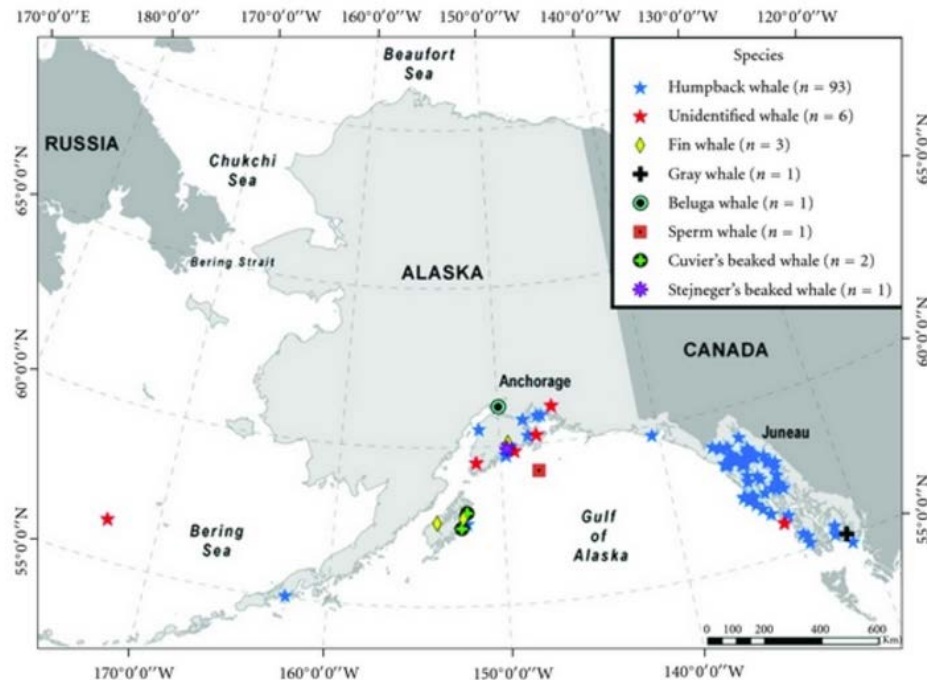 170°0'0"W 180°0'0" 170°0'0"W 160°0'0"W 150°0'0"W 140°0'0"W 130°0'0"W 120°0'0"W
Beaufort
Sea
Species
Humpback whale (n = 93)
Unidentified whale (n = 6)
Fin whale (n = 3)
Gray whale (n = 1)
Beluga whale (n = 1)
Sperm whale (n = 1)
Cuvier's beaked whale (n = 2)
Stejneger's beaked whale (n = 1)
RUSSIA
Chukchi
Sea
65°0'0"N
65°0'0"N
Bering Strait
ALASKA
60°0'0"N
60°0'0"N
CANADA
Anchorage
Juneau
Bering
Sea
Gulf
of
Alaska
55°0'0"N
55°0'0"N
0 100 200 400 600
(Km)
170°0'0"W 160°0'0"W 150°0'0"W 140°0'0"W